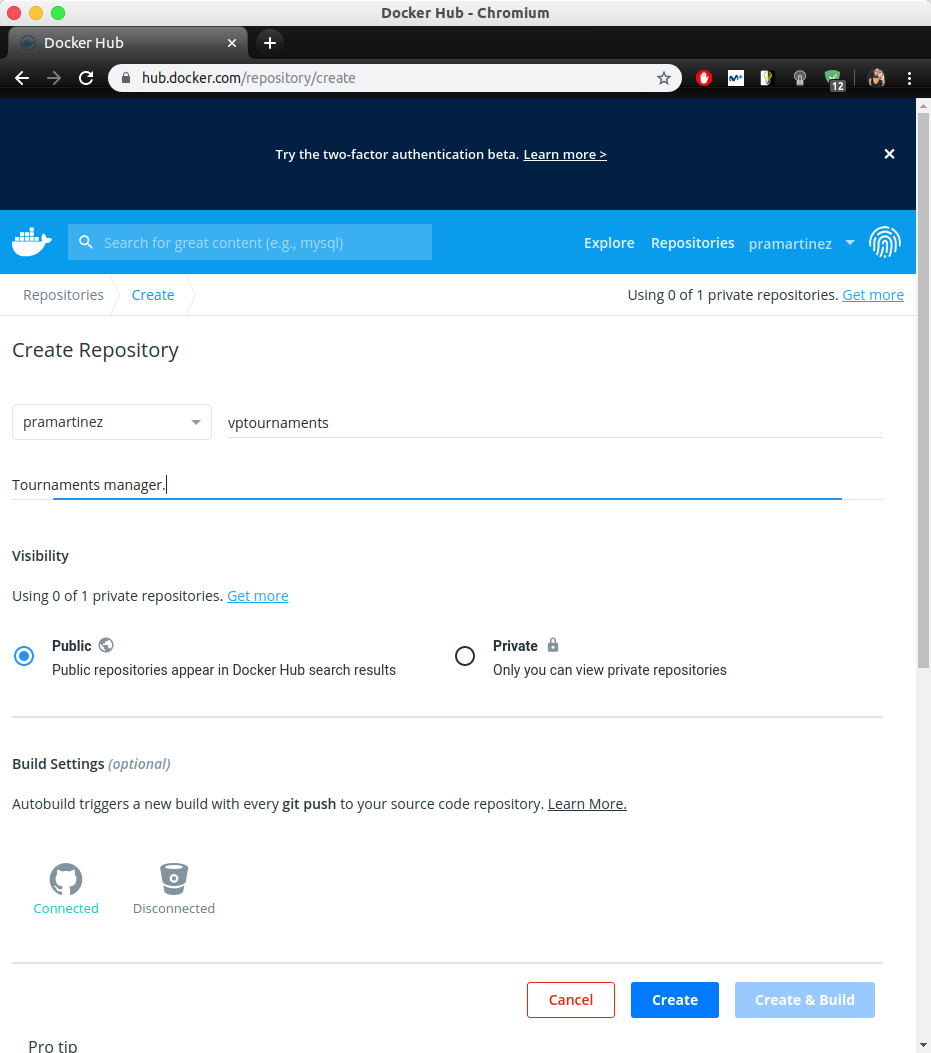 Docker Hub - Chromium
Docker Hub
hub.docker.com/repository/create
12
Try the two-factor authentication beta. Learn more >
Search for great content (e.g., mysql)
Explore Repositories pramartinez
Repositories Create Using 0 of 1 private repositories. Get more
Create Repository
pramartinez vptournaments
Tournaments manager.
Visibility
Using 0 of 1 private repositories. Get more
Public Private
Public repositories appear in Docker Hub search results Only you can view private repositories
Build Settings (optional)
Autobuild triggers a new build with every git push to your source code repository. Learn More.
Connected Disconnected
Cancel Create Create & Build
Pro tip